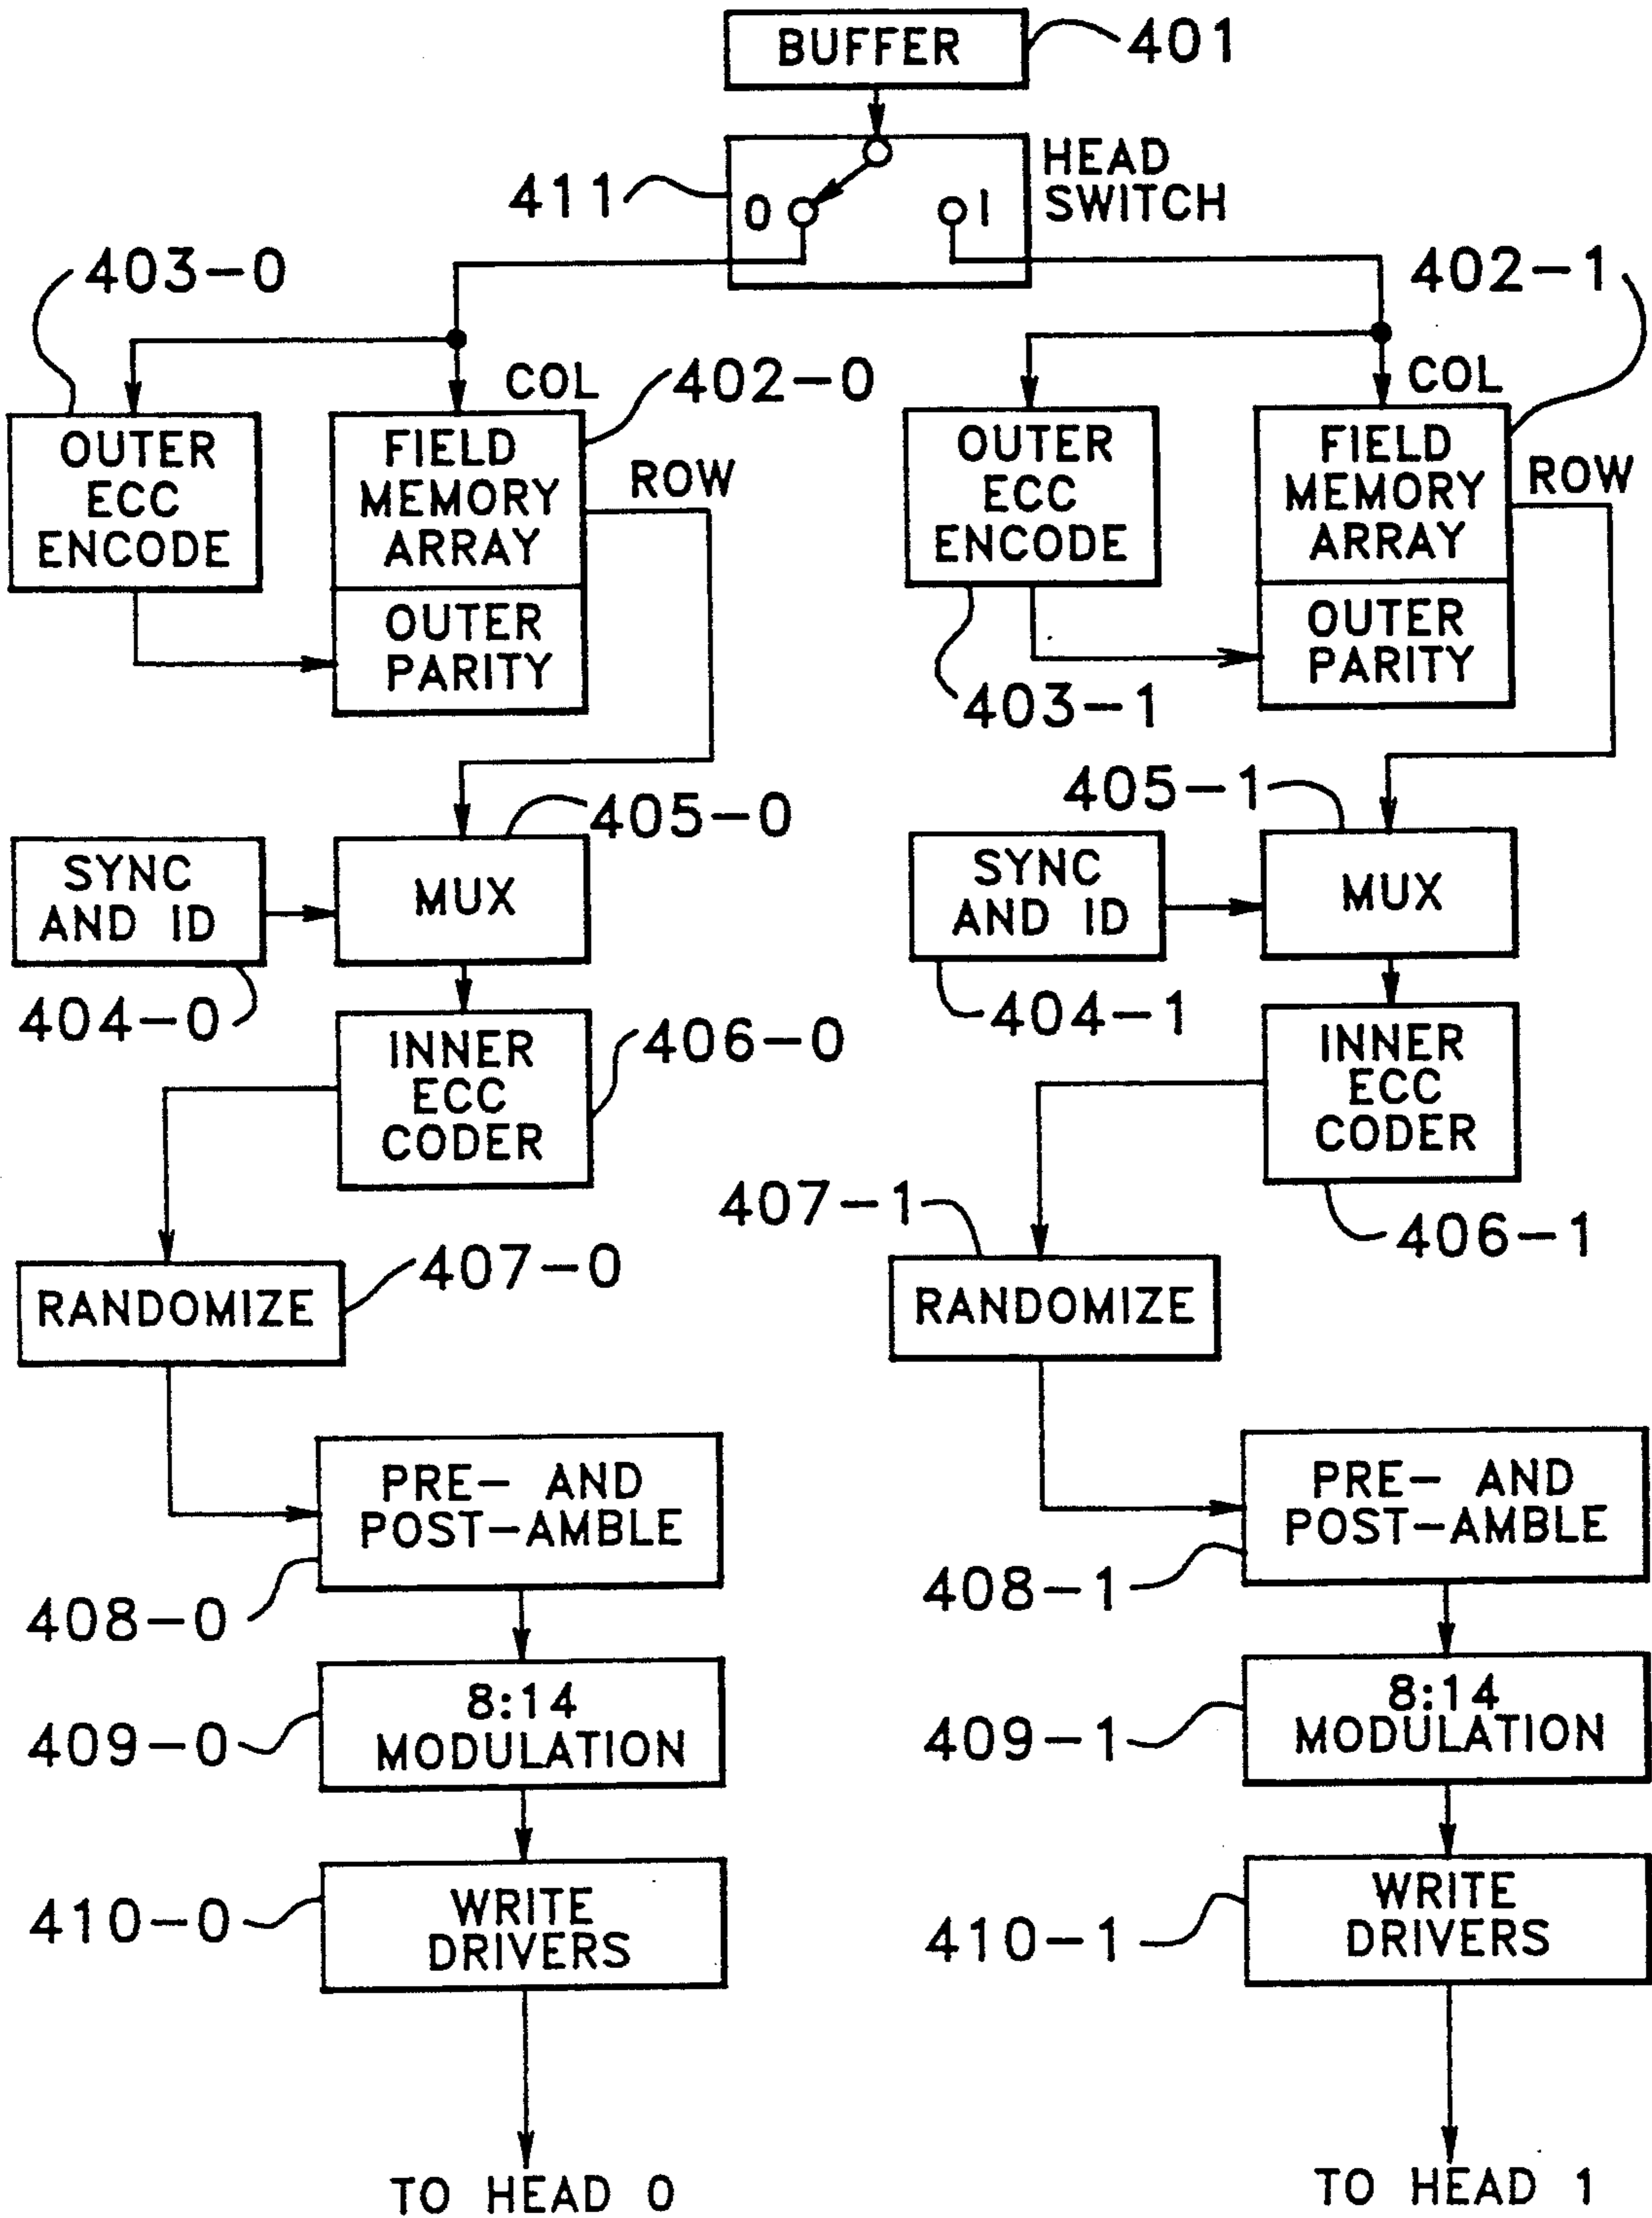 BUFFER
401
HEAD
SWITCH
411
0
1
403-0
402-1
COL
402-0
COL
OUTER
ECC
ENCODE
FIELD
MEMORY
ARRAY
ROW
OUTER
ECC
ENCODE
FIELD
MEMORY
ARRAY
ROW
OUTER
PARITY
OUTER
PARITY
403-1
405-0
405-1
SYNC
AND ID
MUX
SYNC
AND ID
MUX
404-0
404-1
INNER
ECC
CODER
406-0
INNER
ECC
CODER
407-1
406-1
407-0
RANDOMIZE
RANDOMIZE
PRE- AND
POST-AMBLE
PRE- AND
POST-AMBLE
408-0
408-1
8:14
MODULATION
8:14
MODULATION
409-0
409-1
WRITE
DRIVERS
WRITE
DRIVERS
410-0
410-1
TO HEAD 0
TO HEAD 1